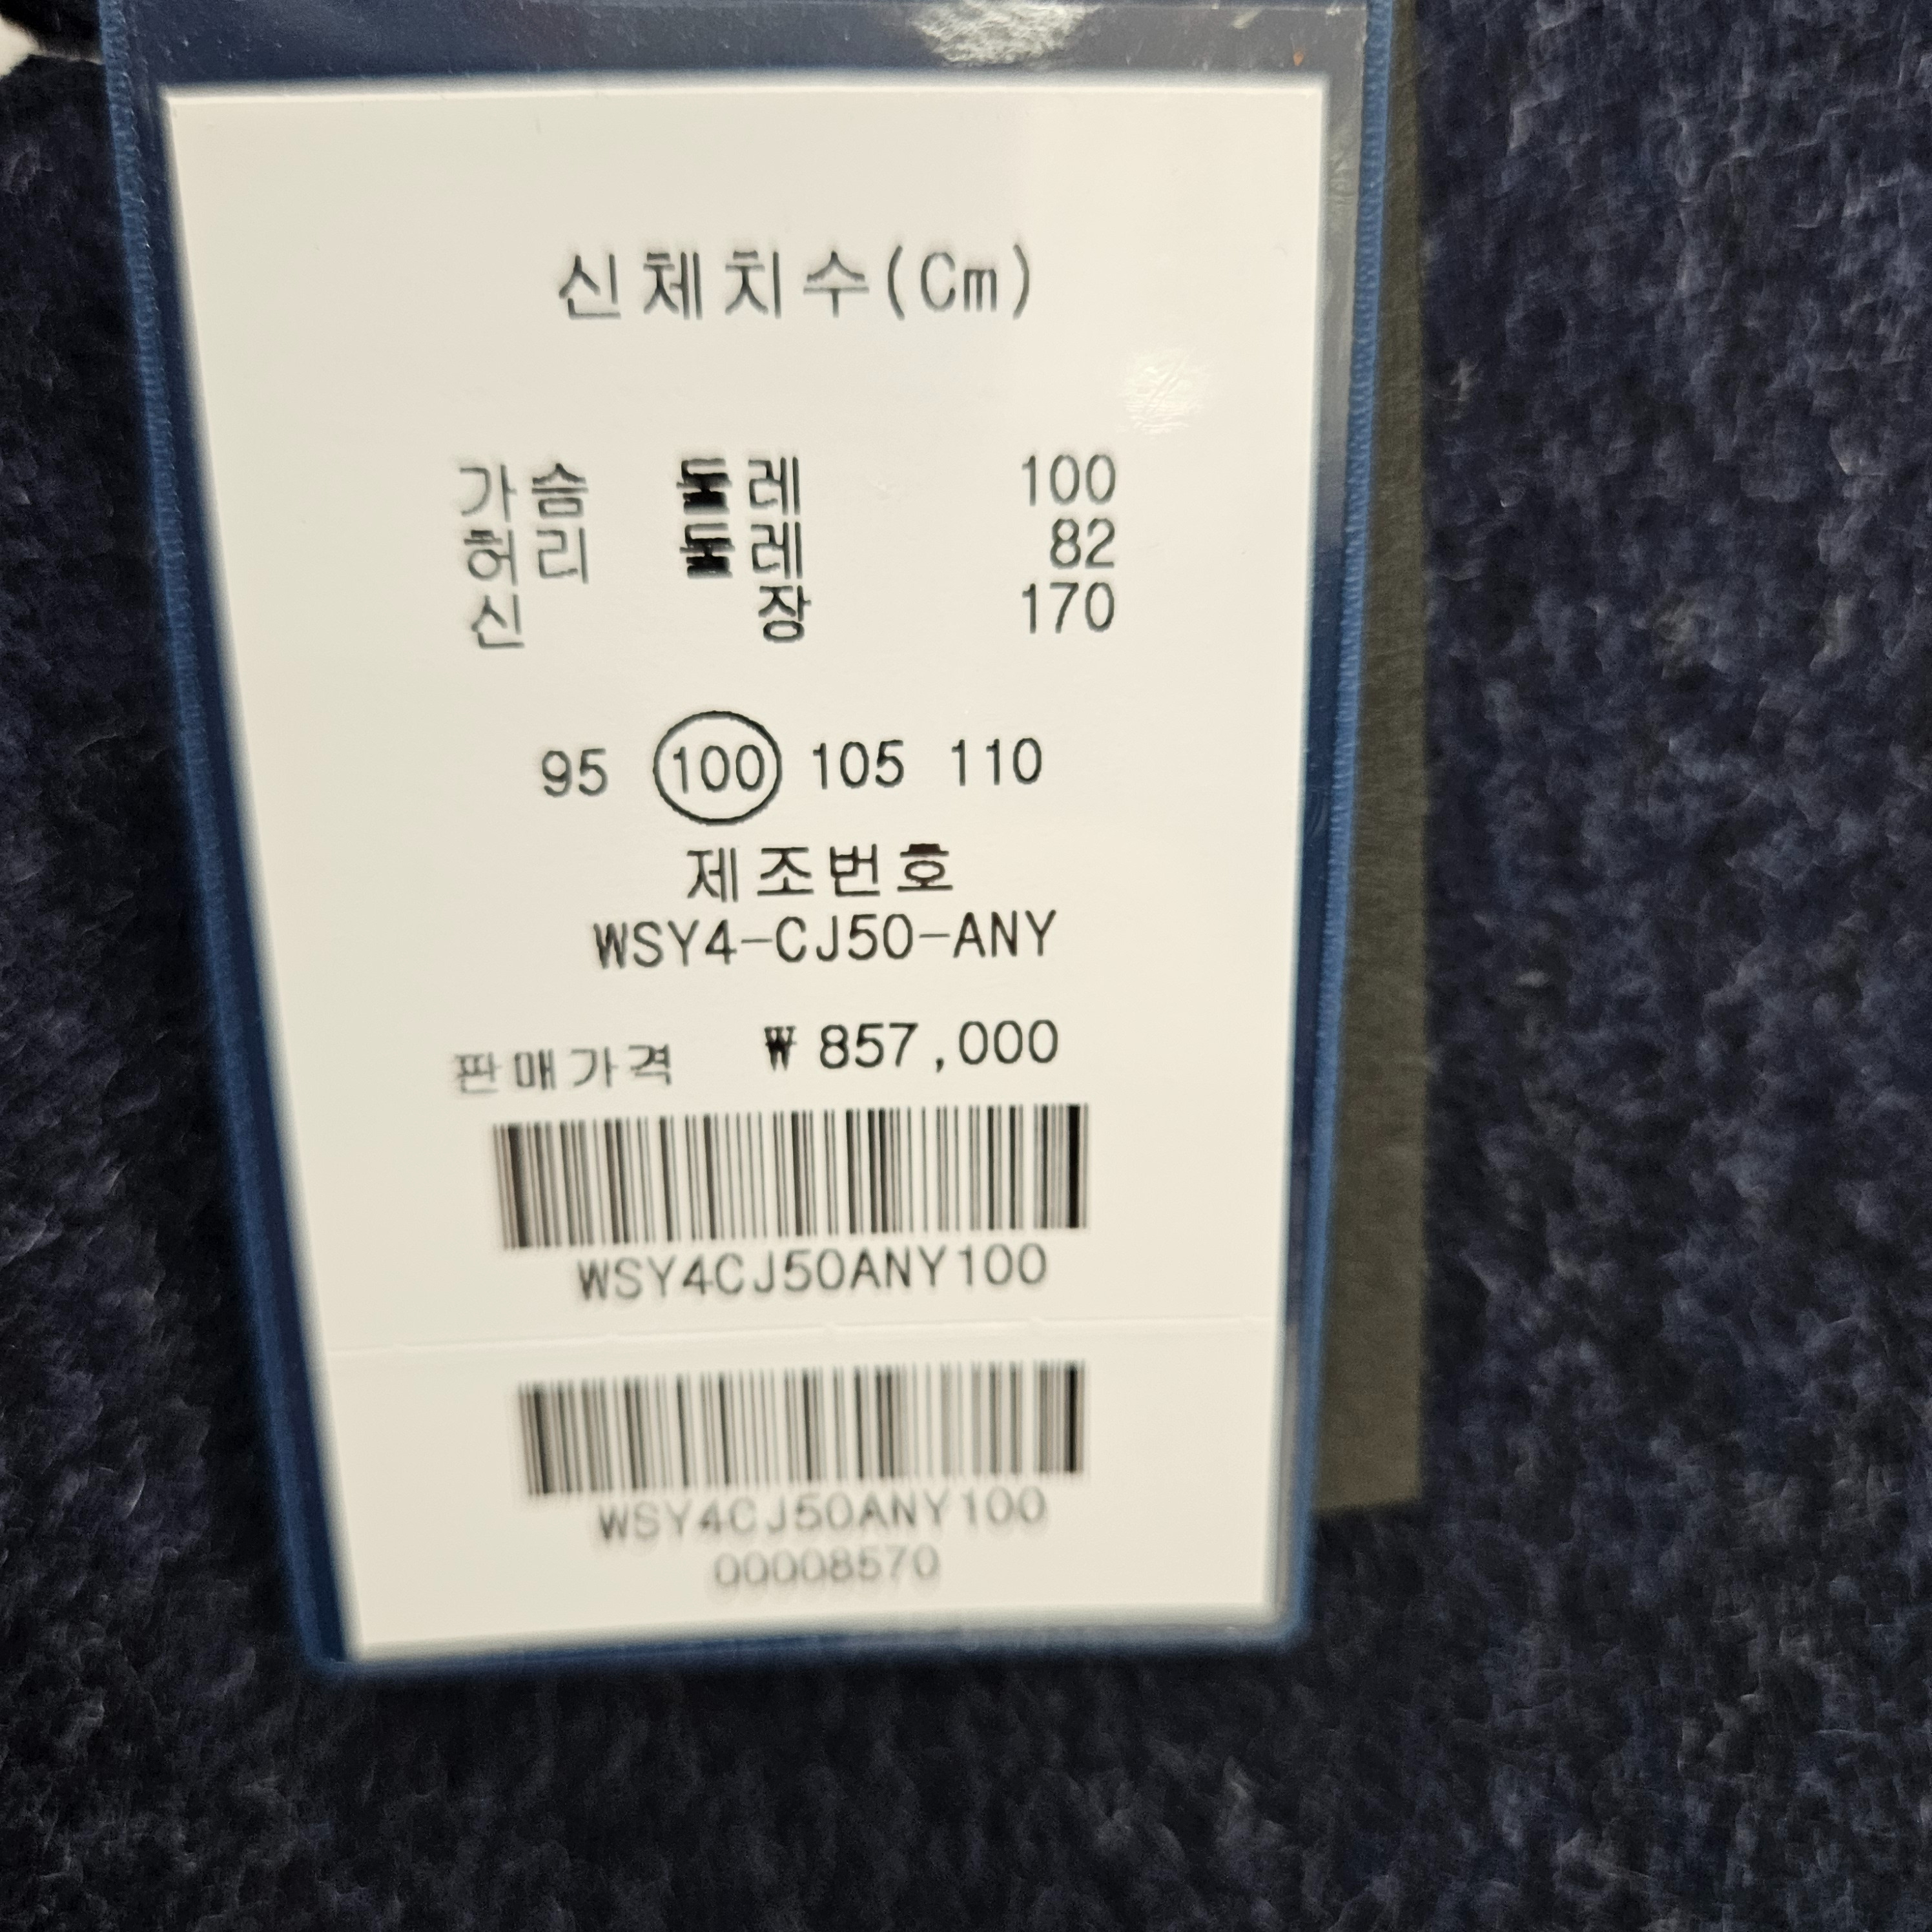 신체치수(Cm)
가슴 둘레 100
허리 둘레 82
신 장 170
95 100 105 110
제조번호
WSY4-CJ50-ANY
판매가격 ₩ 857,000
WSY4CJ50ANY100
WSY4CJ50ANY100
00008570